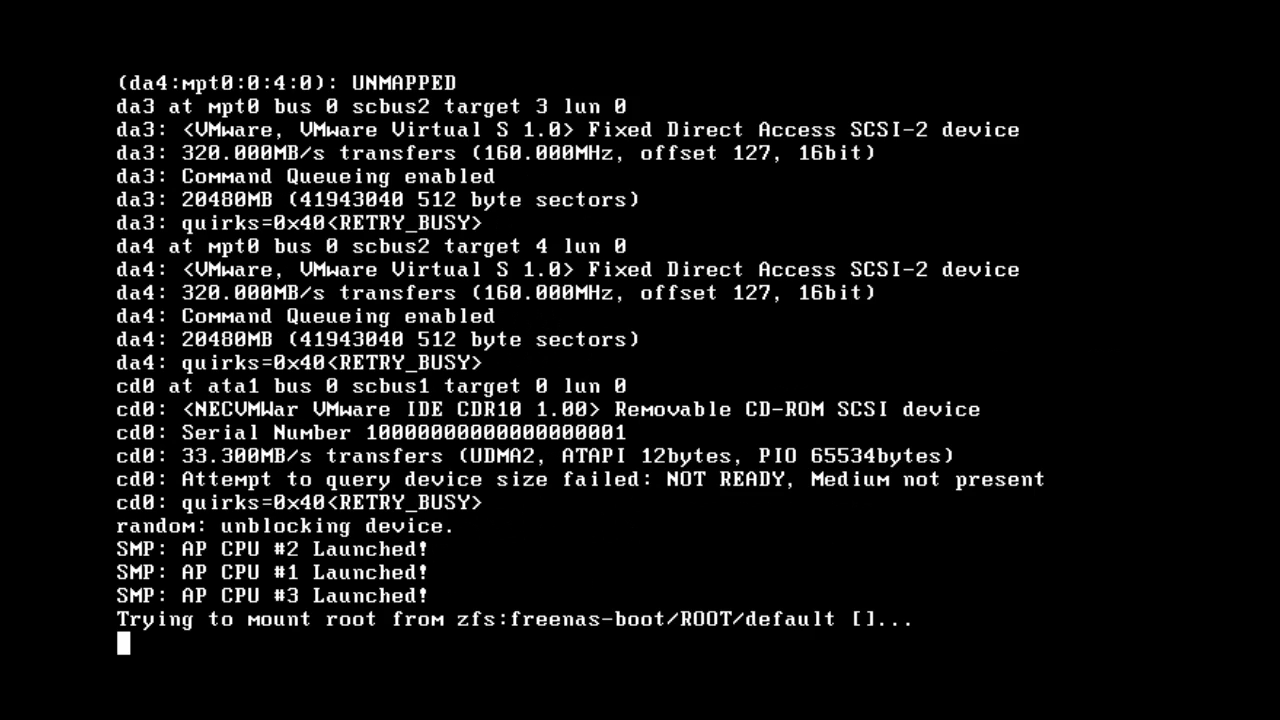 (da4:mpt0:0:4:0): UNMAPPED
da3 at mpt0 bus 0 scbus2 target 3 lun 0
da3: <VMware, VMware Virtual S 1.0> Fixed Direct Access SCSI-2 device
da3: 320.000MB/s transfers (160.000MHz, offset 127, 16bit)
da3: Command Queueing enabled
da3: 20480MB (41943040 512 byte sectors)
da3: quirks=0x40<RETRY_BUSY>
da4 at mpt0 bus 0 scbus2 target 4 lun 0
da4: <VMware, VMware Virtual S 1.0> Fixed Direct Access SCSI-2 device
da4: 320.000MB/s transfers (160.000MHz, offset 127, 16bit)
da4: Command Queueing enabled
da4: 20480MB (41943040 512 byte sectors)
da4: quirks=0x40<RETRY_BUSY>
cd0 at ata1 bus 0 scbus1 target 0 lun 0
cd0: <NECVMWar VMware IDE CDR10 1.00> Removable CD-ROM SCSI device
cd0: Serial Number 10000000000000000001
cd0: 33.300MB/s transfers (UDMA2, ATAPI 12bytes, PIO 65534bytes)
cd0: Attempt to query device size failed: NOT READY, Medium not present
cd0: quirks=0x40<RETRY_BUSY>
random: unblocking device.
SMP: AP CPU #2 Launched!
SMP: AP CPU #1 Launched!
SMP: AP CPU #3 Launched!
Trying to mount root from zfs:freenas-boot/ROOT/default []...